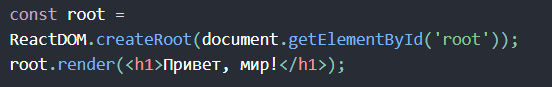 const root =
ReactDOM.createRoot(document.getElementById('root'));
root.render(<h1>Привет, мир!</h1>);